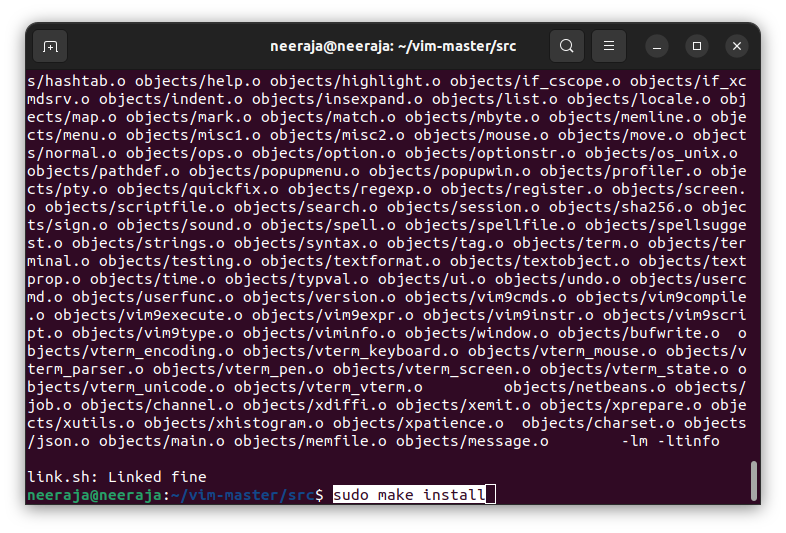 neeraja@neeraja: ~/vim-master/src
s/hashtab.o objects/help.o objects/highlight.o objects/if_cscope.o objects/if_xc
mdsrv.o objects/indent.o objects/insexpand.o objects/list.o objects/locale.o obj
ects/map.o objects/mark.o objects/match.o objects/mbyte.o objects/memline.o obje
cts/menu.o objects/misc1.o objects/misc2.o objects/mouse.o objects/move.o object
s/normal.o objects/ops.o objects/option.o objects/optionstr.o objects/os_unix.o
objects/pathdef.o objects/popupmenu.o objects/popupwin.o objects/profiler.o obje
cts/pty.o objects/quickfix.o objects/regexp.o objects/register.o objects/screen.
o objects/scriptfile.o objects/search.o objects/session.o objects/sha256.o objec
ts/sign.o objects/sound.o objects/spell.o objects/spellfile.o objects/spellsugge
st.o objects/strings.o objects/syntax.o objects/tag.o objects/term.o objects/ter
minal.o objects/testing.o objects/textformat.o objects/textobject.o objects/text
prop.o objects/time.o objects/typval.o objects/ui.o objects/undo.o objects/userc
md.o objects/userfunc.o objects/version.o objects/vim9cmds.o objects/vim9compile
.o objects/vim9execute.o objects/vim9expr.o objects/vim9instr.o objects/vim9scri
pt.o objects/vim9type.o objects/viminfo.o objects/window.o objects/bufwrite.o  o
bjects/vterm_encoding.o objects/vterm_keyboard.o objects/vterm_mouse.o objects/v
term_parser.o objects/vterm_pen.o objects/vterm_screen.o objects/vterm_state.o o
bjects/vterm_unicode.o objects/vterm_vterm.o         objects/netbeans.o objects/
job.o objects/channel.o objects/xdiffi.o objects/xemit.o objects/xprepare.o obje
cts/xutils.o objects/xhistogram.o objects/xpatience.o  objects/charset.o objects
/json.o objects/main.o objects/memfile.o objects/message.o        -lm -ltinfo
link.sh: Linked fine
neeraja@neeraja:~/vim-master/src$ sudo make install